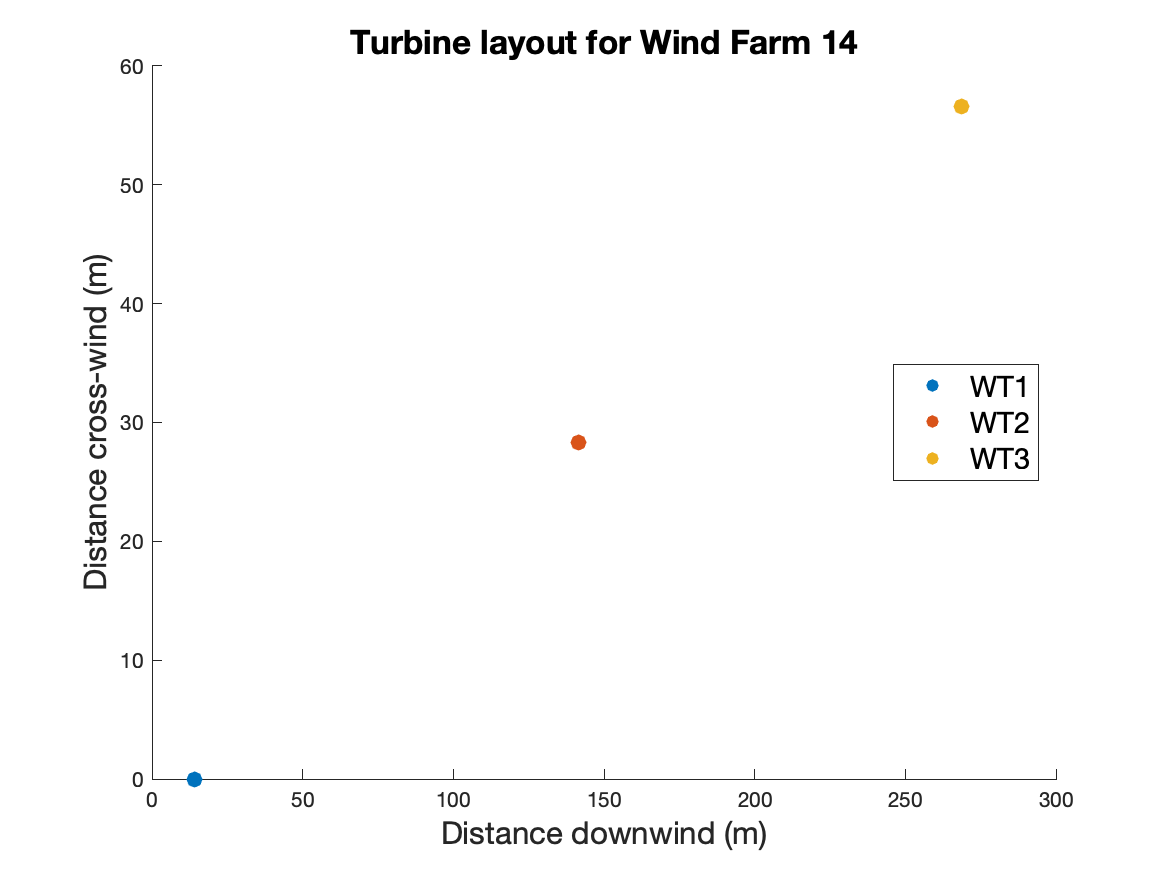 Turbine layout for Wind Farm 14
60
50
40
30
20
10
0
Distance cross-wind (m)
WT1
WT2
WT3
0 50 100 150 200 250 300
Distance downwind (m)